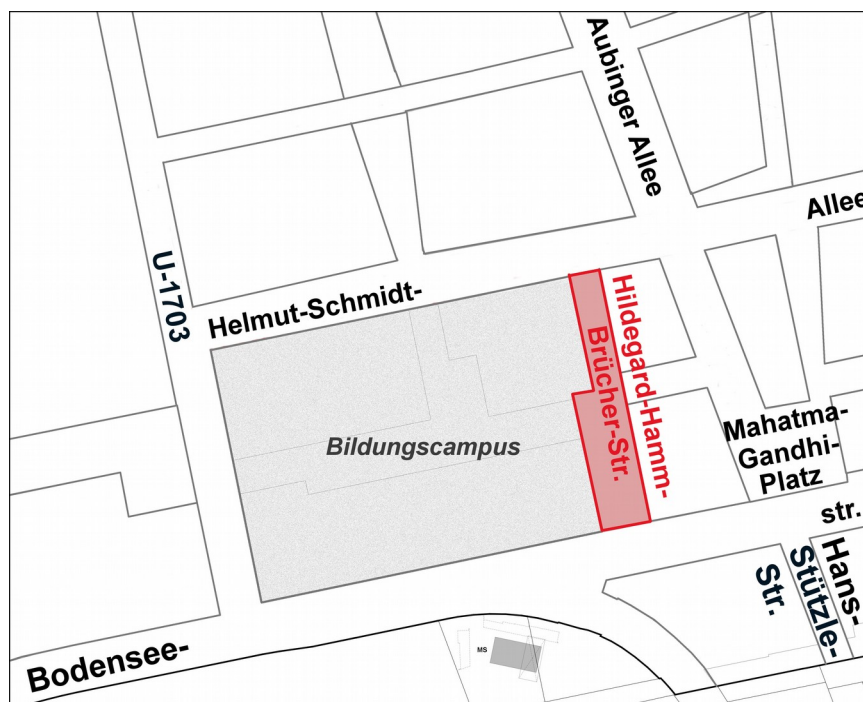 Aubinger Allee
Allee
U-1703
Helmut-Schmidt-
Hildegard-Hamm-
Brücher-Str.
Bildungscampus
Mahatma-
Gandhi-
Platz
str.
Hans-
Stützle-
Str.
MS
Bodensee-